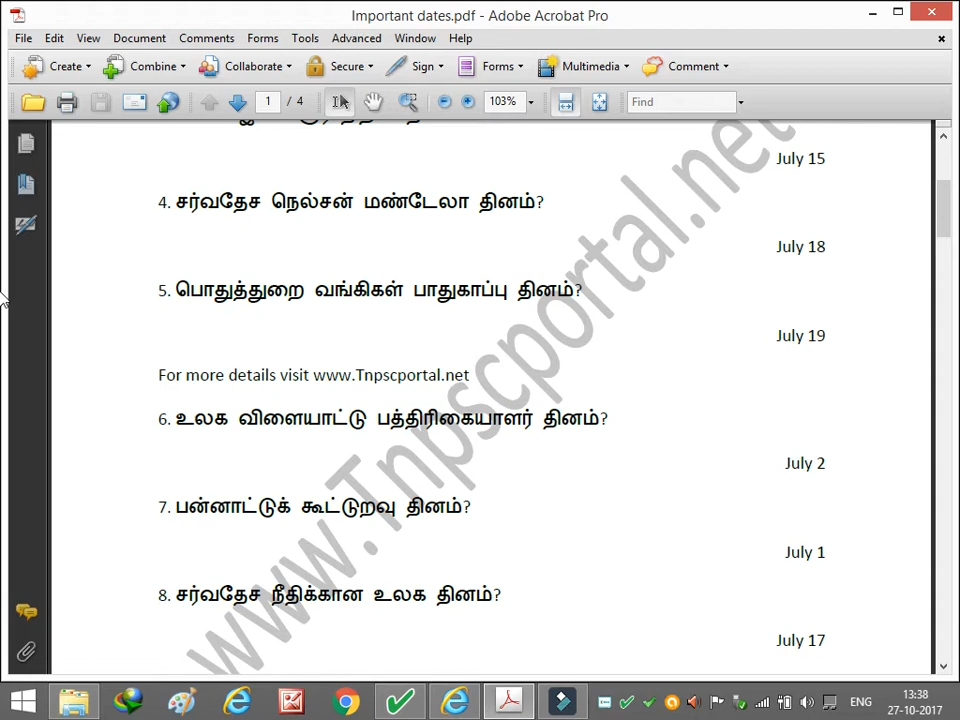 Important dates.pdf - Adobe Acrobat Pro
File Edit View Document Comments Forms Tools Advanced Window Help
Create Combine Collaborate Secure Sign Forms Multimedia Comment
1 / 4 103% Find
July 15
4. சர்வதேச நெல்சன் மண்டேலா தினம்?
July 18
5. பொதுத்துறை வங்கிகள் பாதுகாப்பு தினம்?
July 19
For more details visit www.Tnpscportal.net
6. உலக விளையாட்டு பத்திரிகையாளர் தினம்?
July 2
7. பன்னாட்டுக் கூட்டுறவு தினம்?
July 1
8. சர்வதேச நீதிக்கான உலக தினம்?
July 17
www.Tnpscportal.net
ENG 13:38
27-10-2017